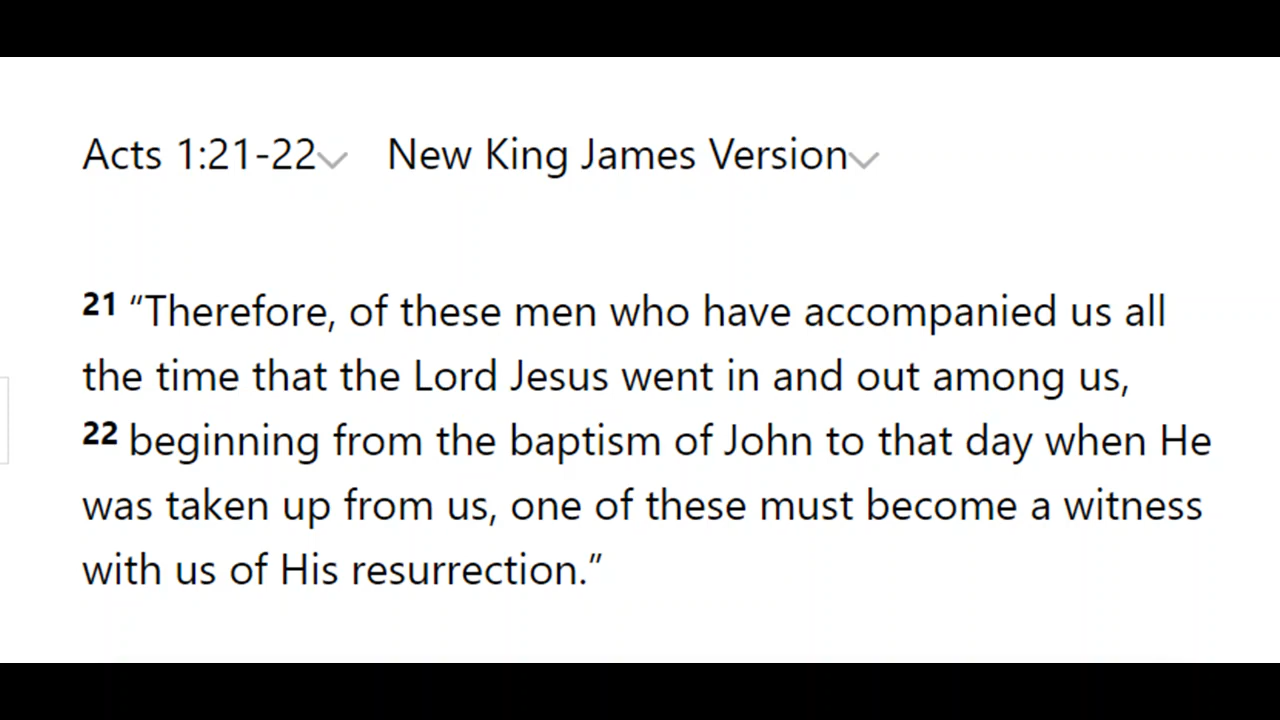 Acts 1:21-22 New King James Version
21 “Therefore, of these men who have accompanied us all
the time that the Lord Jesus went in and out among us,
22 beginning from the baptism of John to that day when He
was taken up from us, one of these must become a witness
with us of His resurrection.”